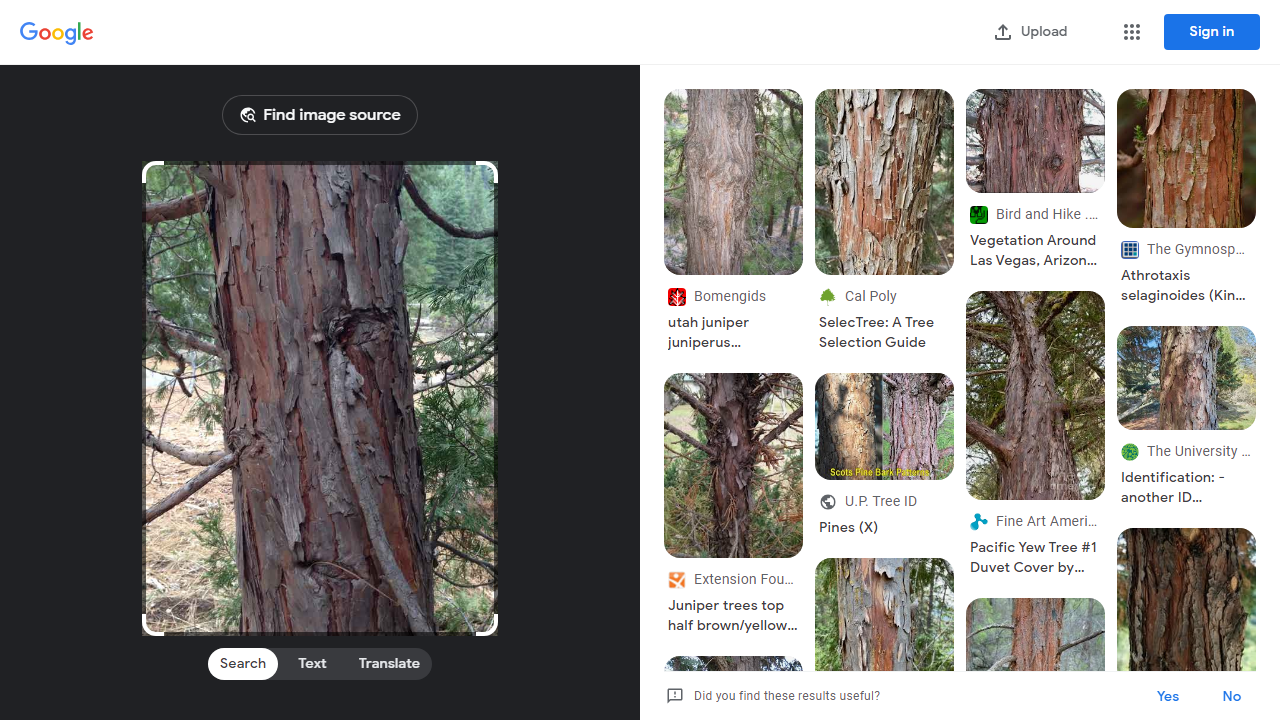 Google
Upload
Sign in
Find image source
Search
Text
Translate
Bomengids
utah juniper
juniperus...
Extension Fou...
Juniper trees top
half brown/yellow...
Cal Poly
SelecTree: A Tree
Selection Guide
Scots Pine Bark Patterns
U.P. Tree ID
Pines (X)
Bird and Hike ....
Vegetation Around
Las Vegas, Arizon...
Fine Art Ameri...
Pacific Yew Tree #1
Duvet Cover by...
The Gymnosp...
Athrotaxis
selaginoides (Kin...
The University ...
Identification: -
another ID...
Did you find these results useful?
Yes
No